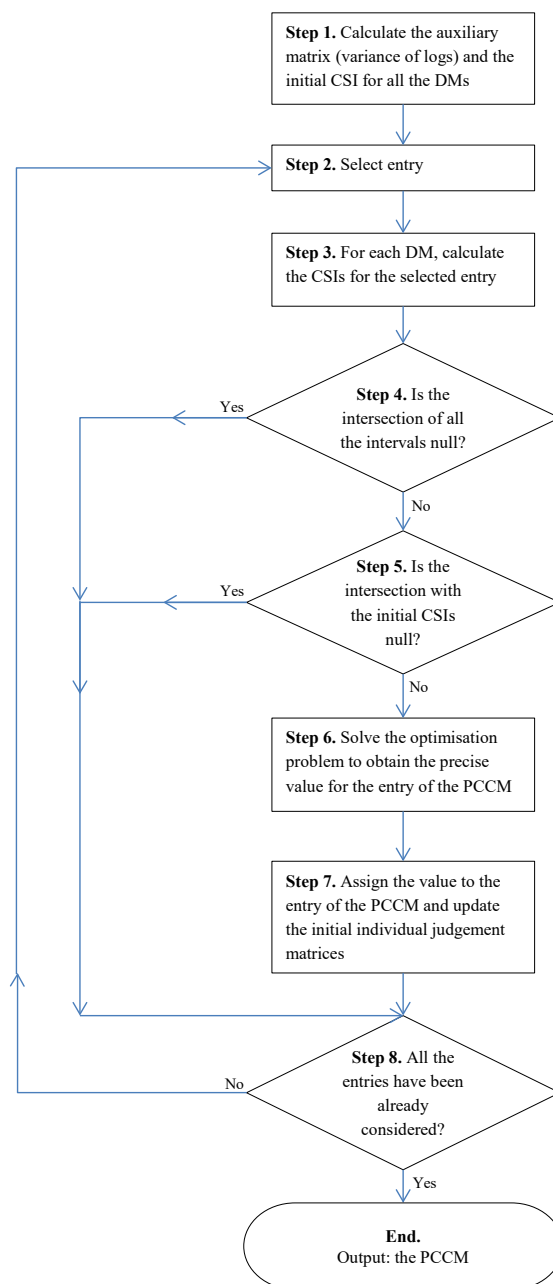 Step 1. Calculate the auxiliary
matrix (variance of logs) and the
initial CSI for all the DMs
Step 2. Select entry
Step 3. For each DM, calculate
the CSIs for the selected entry
Step 4. Is the
intersection of all
the intervals null?
Yes
No
Step 5. Is the
intersection with
the initial CSIs
null?
Yes
No
Step 6. Solve the optimisation
problem to obtain the precise
value for the entry of the PCCM
Step 7. Assign the value to the
entry of the PCCM and update
the initial individual judgement
matrices
Step 8. All the
entries have been
already
considered?
No
Yes
End.
Output: the PCCM